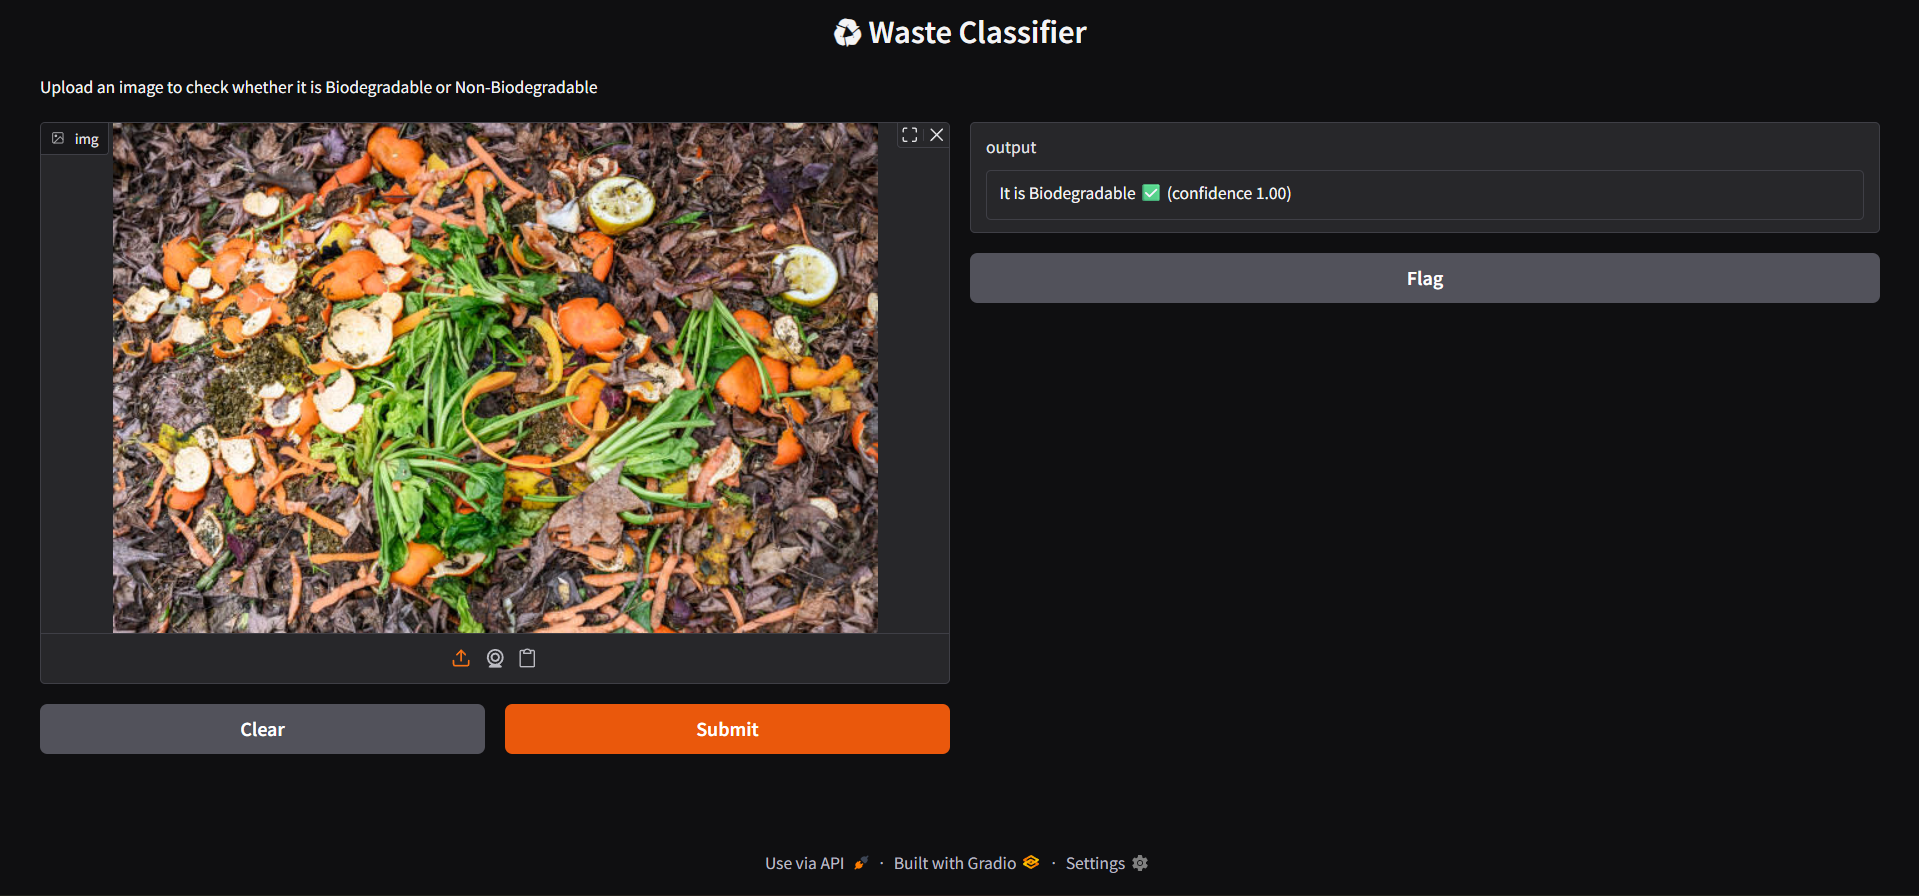 ♻ Waste Classifier
Upload an image to check whether it is Biodegradable or Non-Biodegradable
img
output
It is Biodegradable ✅ (confidence 1.00)
Flag
Clear
Submit
Use via API 🚀 · Built with Gradio · Settings ⚙